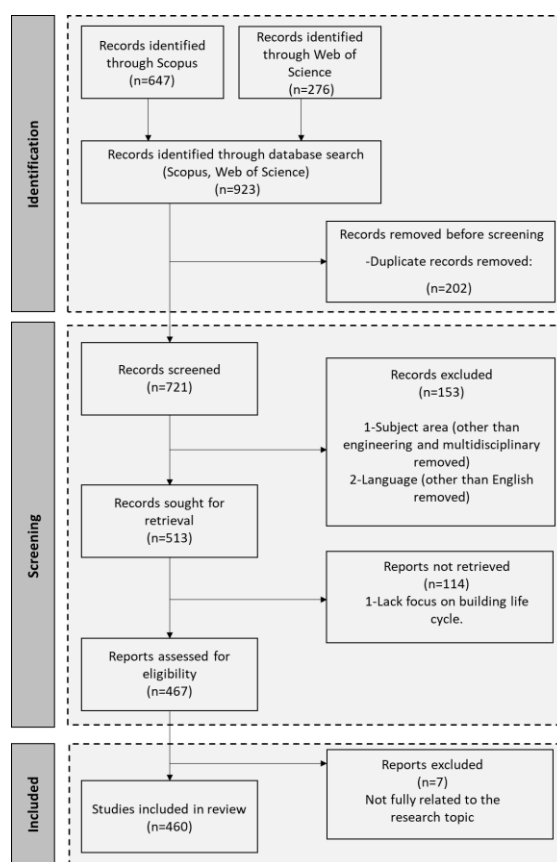 Identification
Records identified
through Scopus
(n=647)
Records identified
through Web of
Science
(n=276)
Records identified through database search
(Scopus, Web of Science)
(n=923)
Records removed before screening
-Duplicate records removed:
(n=202)
Screening
Records screened
(n=721)
Records excluded
(n=153)
1-Subject area (other than
engineering and multidisciplinary
removed)
2-Language (other than English
removed)
Records sought for
retrieval
(n=513)
Reports not retrieved
(n=114)
1-Lack focus on building life
cycle.
Reports assessed for
eligibility
(n=467)
Included
Reports excluded
(n=7)
Not fully related to the
research topic
Studies included in review
(n=460)